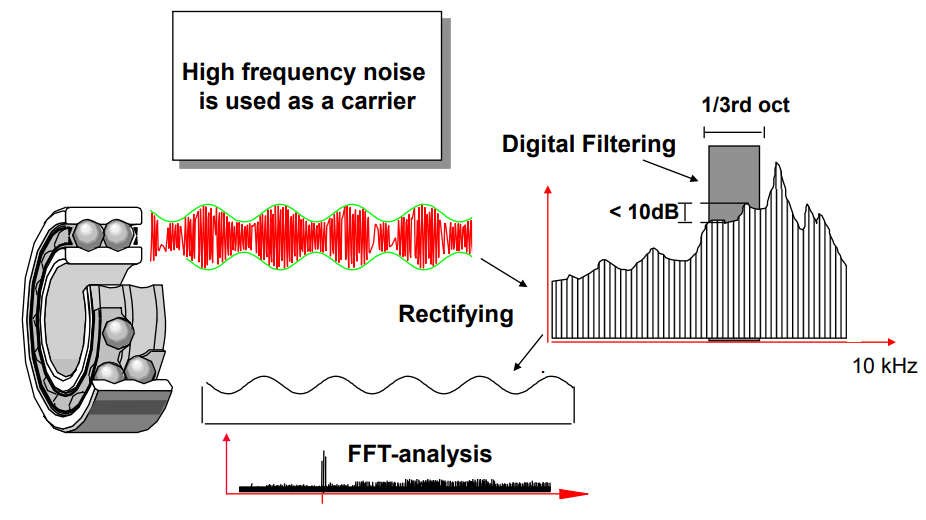 High frequency noise
is used as a carrier
1/3rd oct
Digital Filtering
< 10dB
Rectifying
10 kHz
FFT-analysis